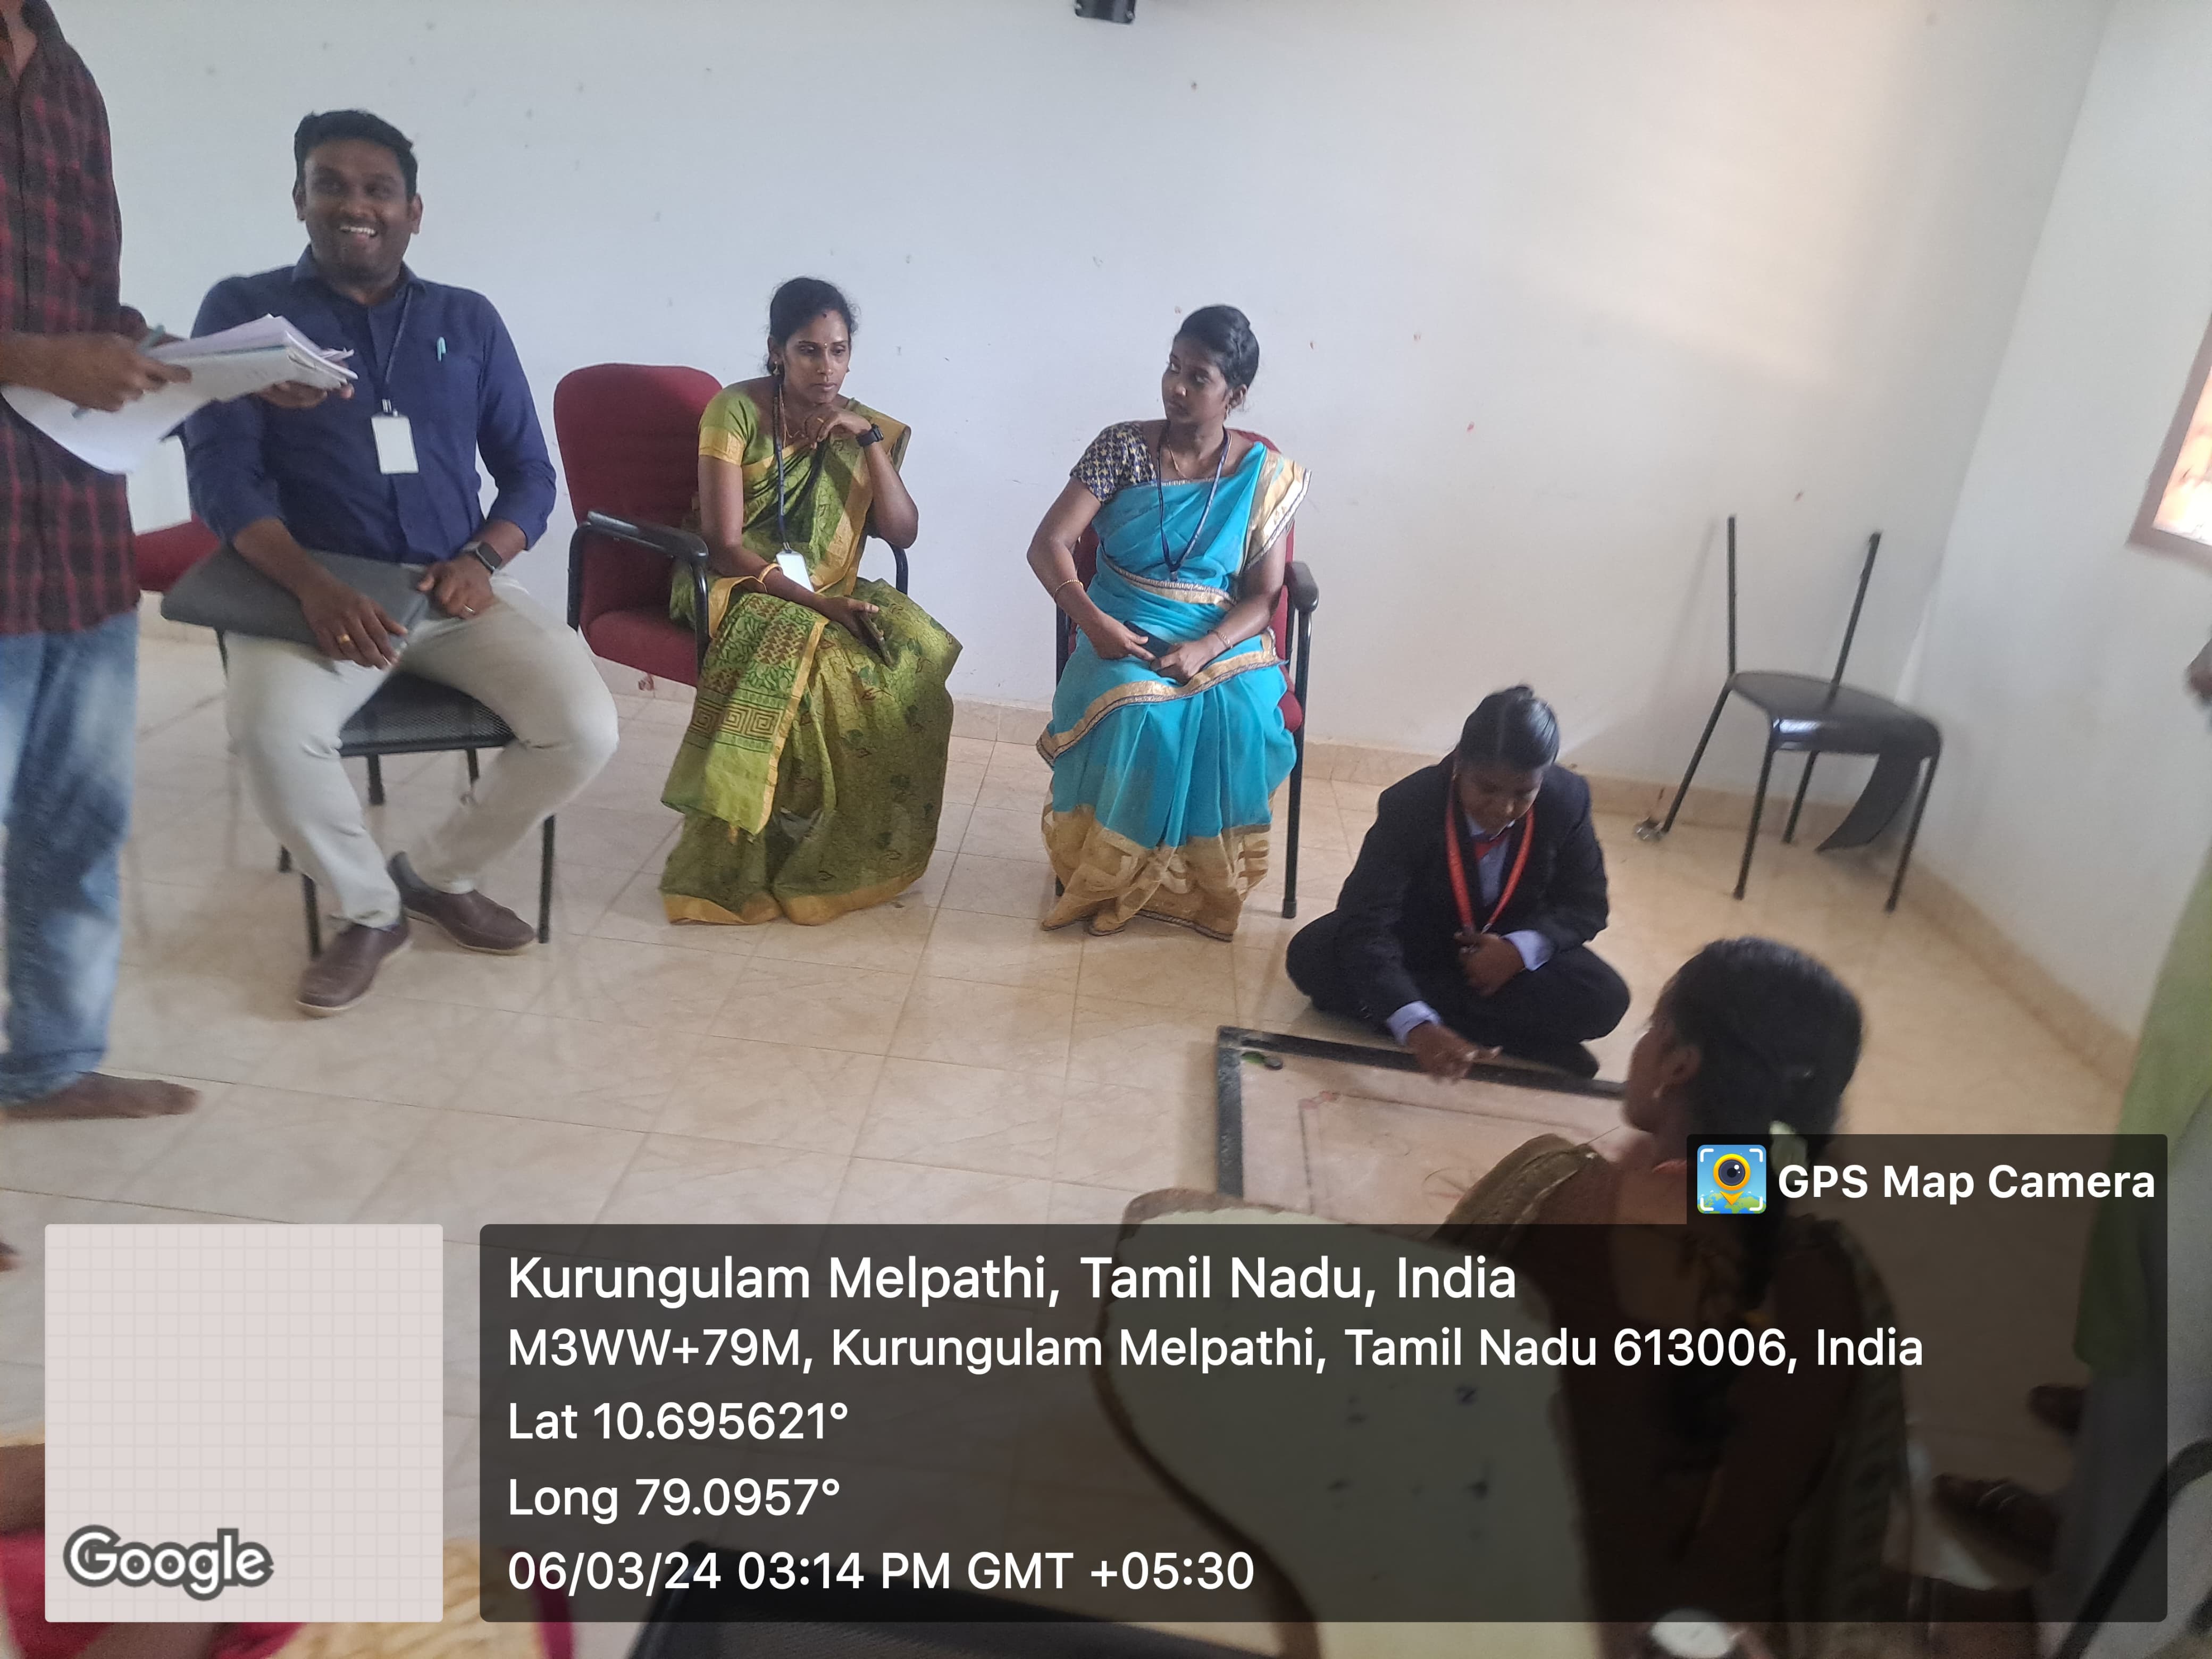 GPS Map Camera
Kurungulam Melpathi, Tamil Nadu, India
M3WW+79M, Kurungulam Melpathi, Tamil Nadu 613006, India
Lat 10.695621°
Long 79.0957°
06/03/24 03:14 PM GMT +05:30
Google